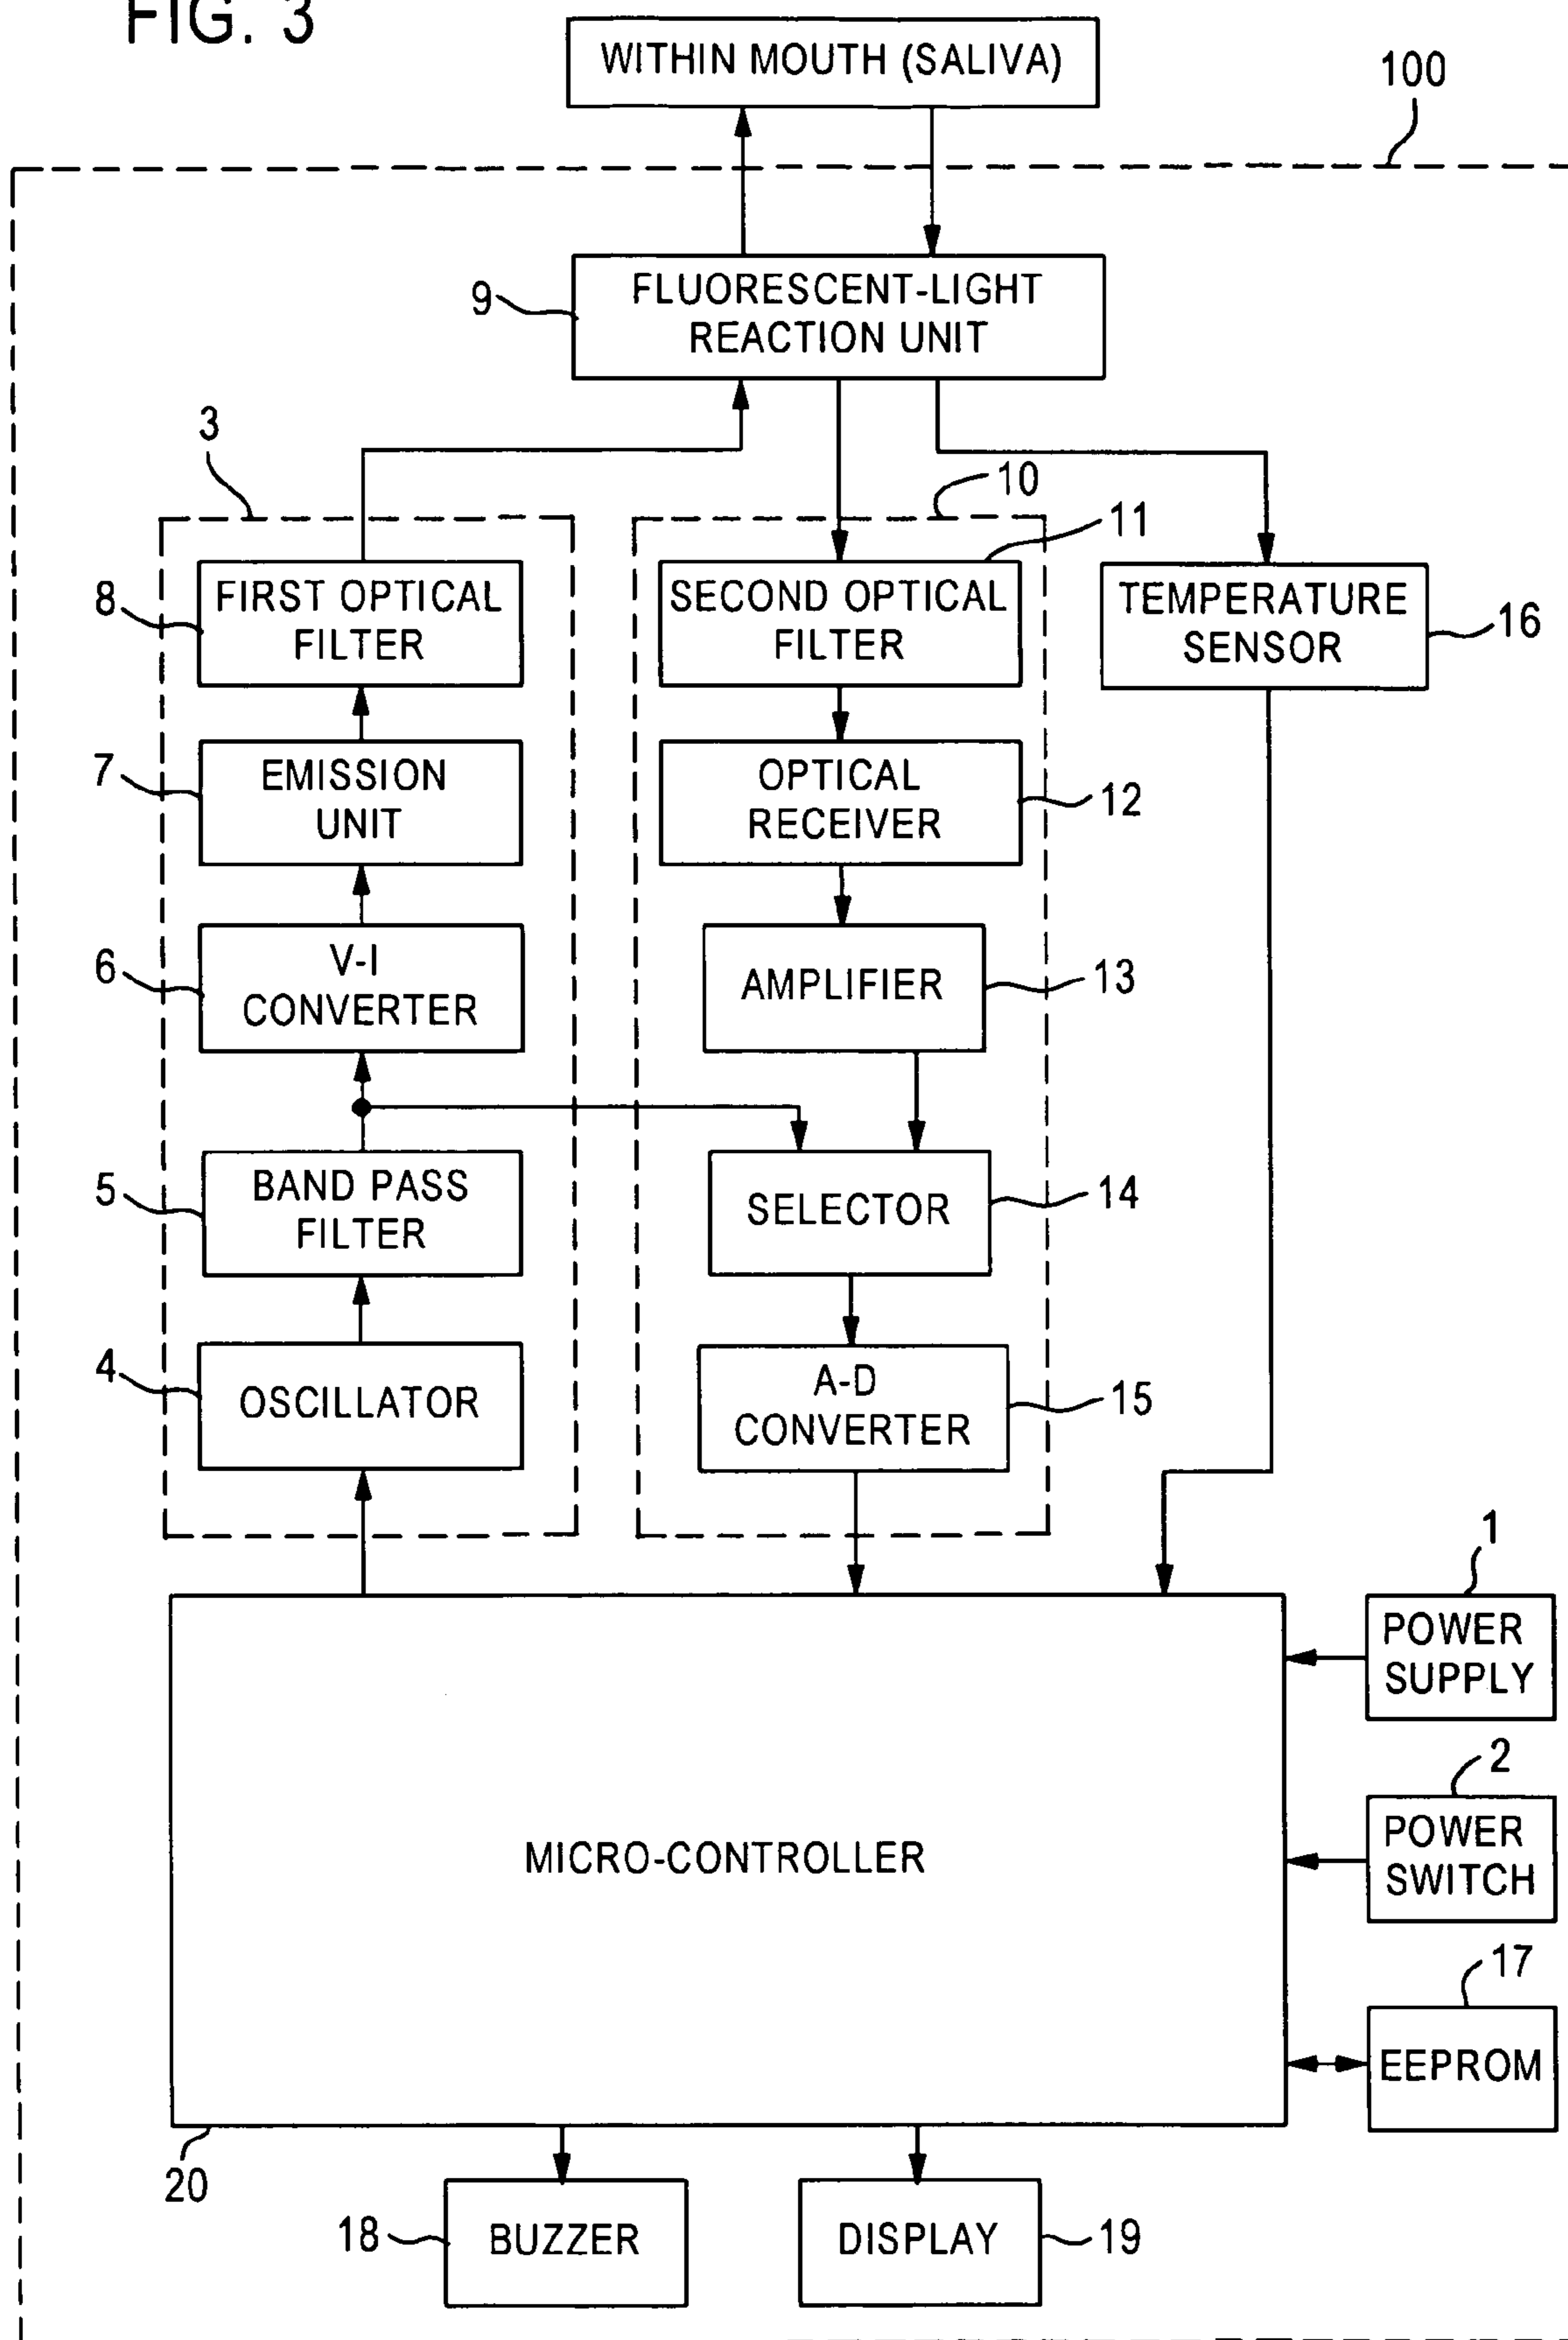 FIG. 3
WITHIN MOUTH (SALIVA)
100
9
FLUORESCENT-LIGHT
REACTION UNIT
3
10
11
8
FIRST OPTICAL
FILTER
SECOND OPTICAL
FILTER
TEMPERATURE
SENSOR
16
7
EMISSION
UNIT
OPTICAL
RECEIVER
12
6
V-I
CONVERTER
AMPLIFIER
13
5
BAND PASS
FILTER
SELECTOR
14
4
OSCILLATOR
A-D
CONVERTER
15
1
POWER
SUPPLY
2
POWER
SWITCH
MICRO-CONTROLLER
17
EEPROM
20
18
BUZZER
DISPLAY
19